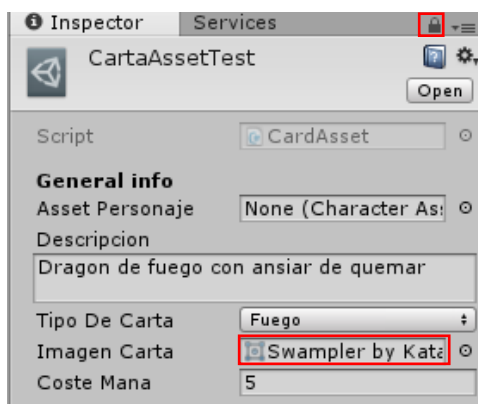 Inspector Services
CartaAssetTest
Open
Script CardAsset
General info
Asset Personaje None (Character As
Descripcion
Dragon de fuego con ansiar de quemar
Tipo De Carta Fuego
Imagen Carta Swampler by Kata
Coste Mana 5